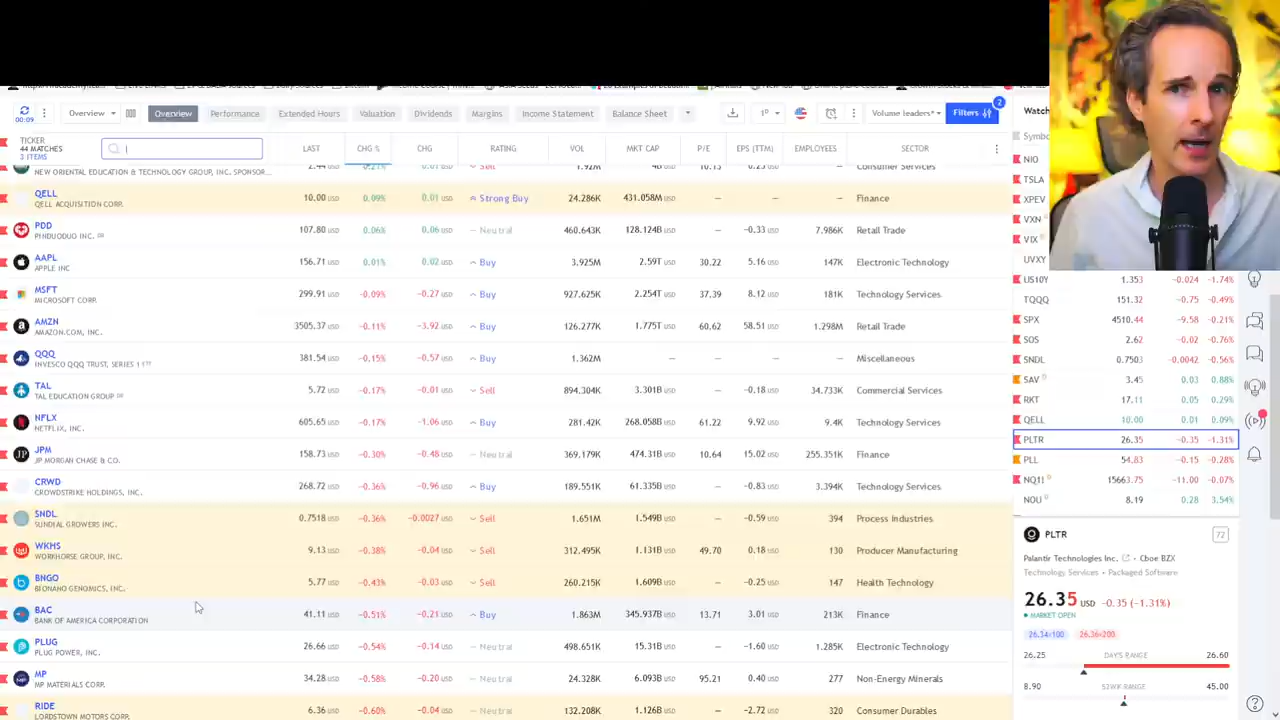 00:09
Overview
Overview
Performance
Extended Hours
Valuation
Dividends
Margins
Income Statement
Balance Sheet
1D
Volume leaders*
Filters
2
Watch
TICKER
44 MATCHES
3 ITEMS
LAST CHG % CHG RATING VOL MKT CAP P/E EPS (TTM) EMPLOYEES SECTOR
NEW ORIENTAL EDUCATION & TECHNOLOGY GROUP, INC. SPONSOR... Sell 1.92M Consumer Services
QELL 10.00 USD 0.09% 0.01 USD Strong Buy 24.286K 431.058M USD — — — Finance
QELL ACQUISITION CORP.
PDD 107.80 USD 0.06% 0.06 USD Neutral 460.643K 128.124B USD — −0.33 USD 7.986K Retail Trade
PINDUODUO INC. DR
AAPL 156.71 USD 0.01% 0.02 USD Buy 3.925M 2.59T USD 30.22 5.16 USD 147K Electronic Technology
APPLE INC
MSFT 299.91 USD −0.09% −0.27 USD Buy 927.625K 2.254T USD 37.39 8.12 USD 181K Technology Services
MICROSOFT CORP.
AMZN 3505.37 USD −0.11% −3.92 USD Buy 126.277K 1.775T USD 60.62 58.51 USD 1.298M Retail Trade
AMAZON.COM, INC.
QQQ 381.54 USD −0.15% −0.57 USD Buy 1.362M — — — — Miscellaneous
INVESCO QQQ TRUST, SERIES 1 ETF
TAL 5.72 USD −0.17% −0.01 USD Sell 894.304K 3.301B USD — −0.18 USD 34.733K Commercial Services
TAL EDUCATION GROUP DR
NFLX 605.65 USD −0.17% −1.06 USD Buy 281.42K 268.058B USD 61.22 9.92 USD 9.4K Technology Services
NETFLIX, INC.
JPM 158.73 USD −0.30% −0.48 USD Neutral 369.179K 474.31B USD 10.64 15.02 USD 255.351K Finance
JP MORGAN CHASE & CO.
CRWD 268.72 USD −0.36% −0.96 USD Buy 189.551K 61.335B USD — −0.83 USD 3.394K Technology Services
CROWDSTRIKE HOLDINGS, INC.
SNDL 0.7518 USD −0.36% −0.0027 USD Sell 1.651M 1.549B USD — −0.59 USD 394 Process Industries
SUNDIAL GROWERS INC.
WKHS 9.13 USD −0.38% −0.04 USD Sell 312.495K 1.131B USD 49.70 0.18 USD 130 Producer Manufacturing
WORKHORSE GROUP, INC.
BNGO 5.77 USD −0.43% −0.03 USD Sell 260.215K 1.609B USD — −0.25 USD 147 Health Technology
BIONANO GENOMICS, INC.
BAC 41.11 USD −0.51% −0.21 USD Buy 1.863M 345.937B USD 13.71 3.01 USD 213K Finance
BANK OF AMERICA CORPORATION
PLUG 26.66 USD −0.54% −0.14 USD Neutral 498.651K 15.31B USD — −1.60 USD 1.285K Electronic Technology
PLUG POWER, INC.
MP 34.28 USD −0.58% −0.20 USD Neutral 24.328K 6.093B USD 95.21 0.40 USD 277 Non-Energy Minerals
MP MATERIALS CORP.
RIDE 6.36 USD −0.60% −0.04 USD Neutral 132.208K 1.126B USD — −2.72 USD 320 Consumer Durables
LORDSTOWN MOTORS CORP.
Symbo
NIO
TSLA
XPEV
VXN
VIX
UVXY
US10Y 1.353 −0.024 −1.74%
TQQQ 151.32 −0.75 −0.49%
SPX 4510.44 −9.58 −0.21%
SOS 2.62 −0.02 −0.76%
SNDL 0.7503 −0.0042 −0.56%
SAV 3.45 0.03 0.88%
RKT 17.11 0.05 0.29%
QELL 10.00 0.01 0.09%
PLTR 26.35 −0.35 −1.31%
PLL 54.83 −0.15 −0.28%
NQ1! 15663.75 −11.00 −0.07%
NOU 8.19 0.28 3.54%
PLTR
72
Palantir Technologies Inc. • Cboe BZX
Technology Services • Packaged Software
26.35 USD −0.35 (−1.31%)
MARKET OPEN
26.34×100 26.36×200
26.25 DAY'S RANGE 26.60
8.90 52WK RANGE 45.00